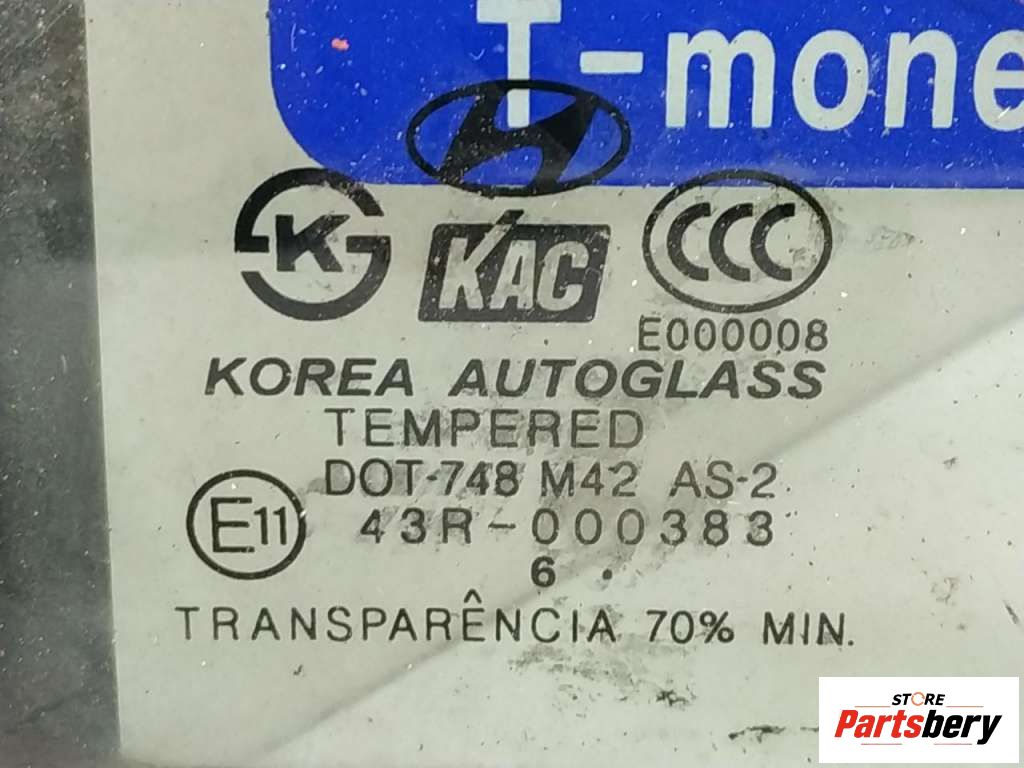 T-mone
K
KAC
CCC
E000008
KOREA AUTOGLASS
TEMPERED
DOT-748 M42 AS-2
E11
43R-000383
6 .
TRANSPARÊNCIA 70% MIN.
STORE
Partsbery